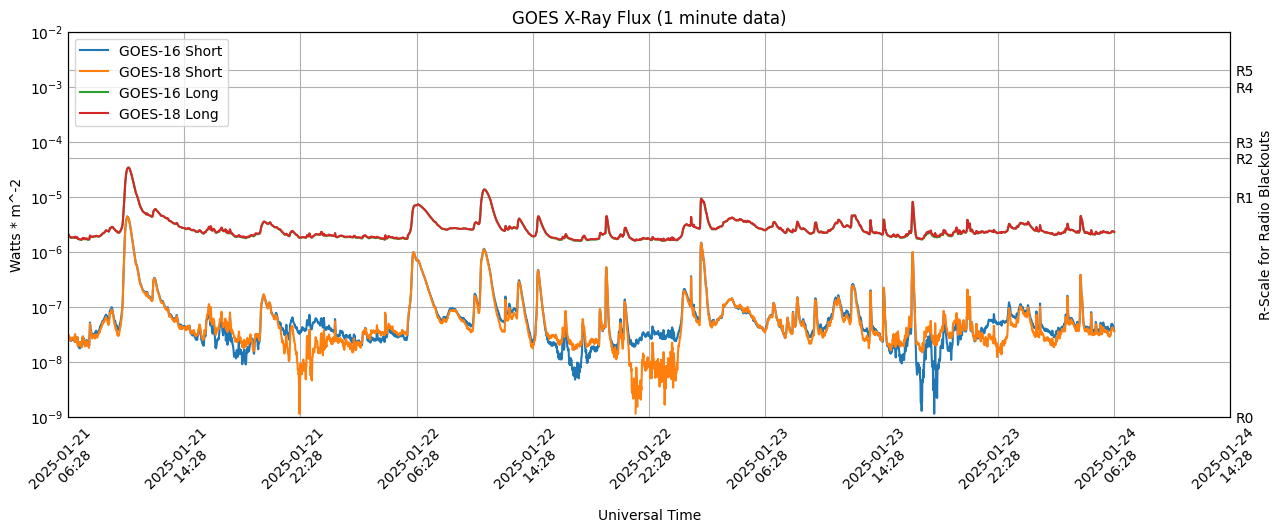 GOES X-Ray Flux (1 minute data)
GOES-16 Short
GOES-18 Short
GOES-16 Long
GOES-18 Long
Watts * m^-2
10^-2
10^-3
10^-4
10^-5
10^-6
10^-7
10^-8
10^-9
R5
R4
R3
R2
R1
R0
R-Scale for Radio Blackouts
2025-01-21
06:28
2025-01-21
14:28
2025-01-21
22:28
2025-01-22
06:28
2025-01-22
14:28
2025-01-22
22:28
2025-01-23
06:28
2025-01-23
14:28
2025-01-23
22:28
2025-01-24
06:28
2025-01-24
14:28
Universal Time